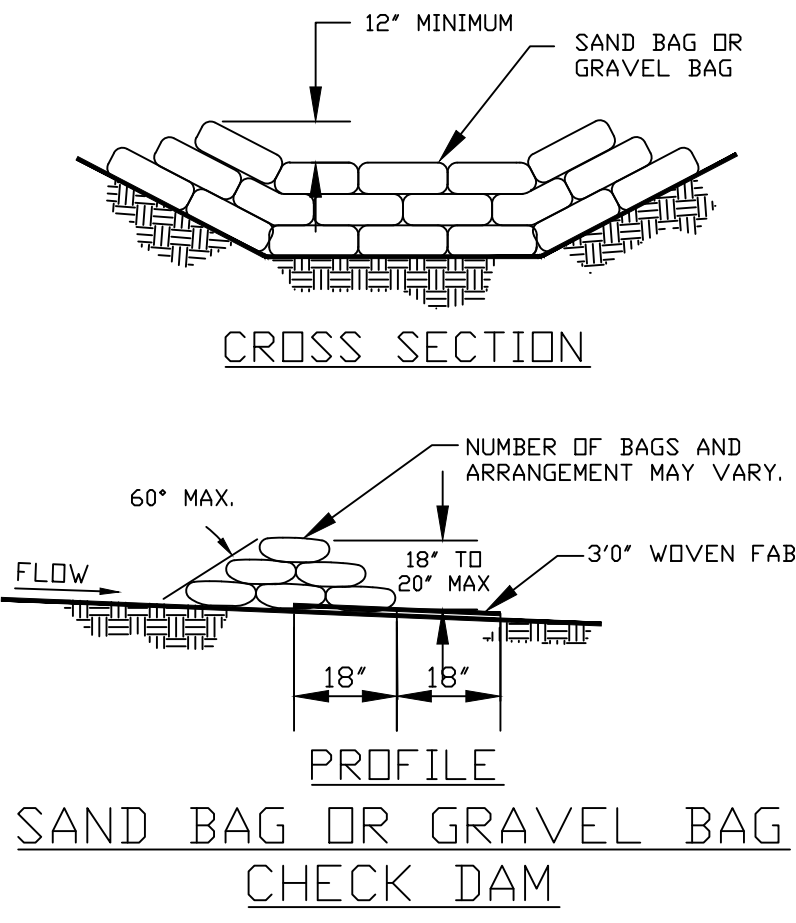 12" MINIMUM
SAND BAG OR
GRAVEL BAG
CROSS SECTION
NUMBER OF BAGS AND
ARRANGEMENT MAY VARY.
60° MAX.
18" TO
20" MAX
3'0" WOVEN FAB
FLOW
18"
18"
PROFILE
SAND BAG OR GRAVEL BAG
CHECK DAM